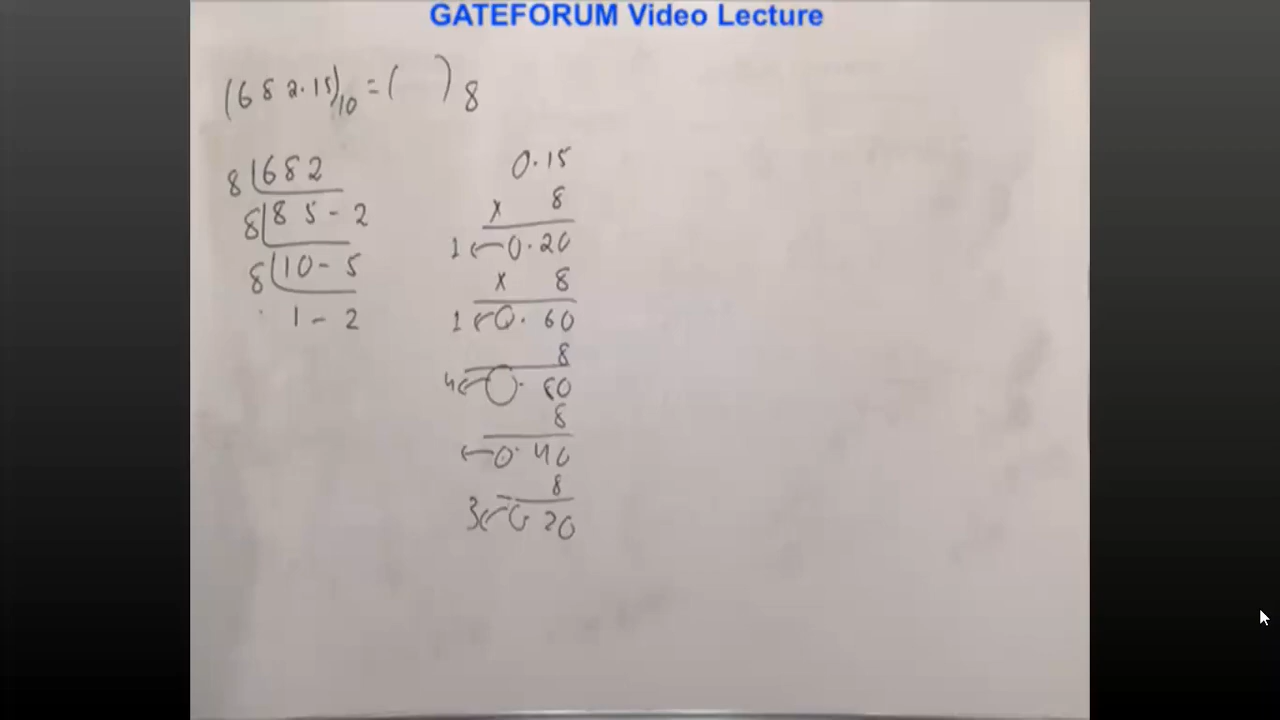 GATEFORUM Video Lecture
(682.15)10 = ( )8
8 682
8 85 - 2
8 10 - 5
1 - 2
0.15
x 8
1 ← 0.20
x 8
1 ← 0.60
8
4 ← 0.80
8
← 0.40
8
3 ← 0.20